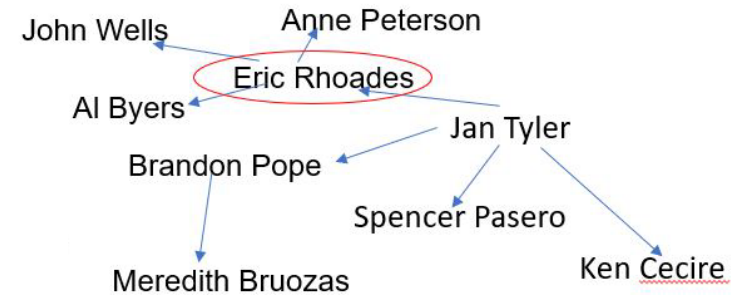 Anne Peterson
John Wells
Eric Rhoades
Al Byers
Jan Tyler
Brandon Pope
Spencer Pasero
Ken Cecire
Meredith Bruozas